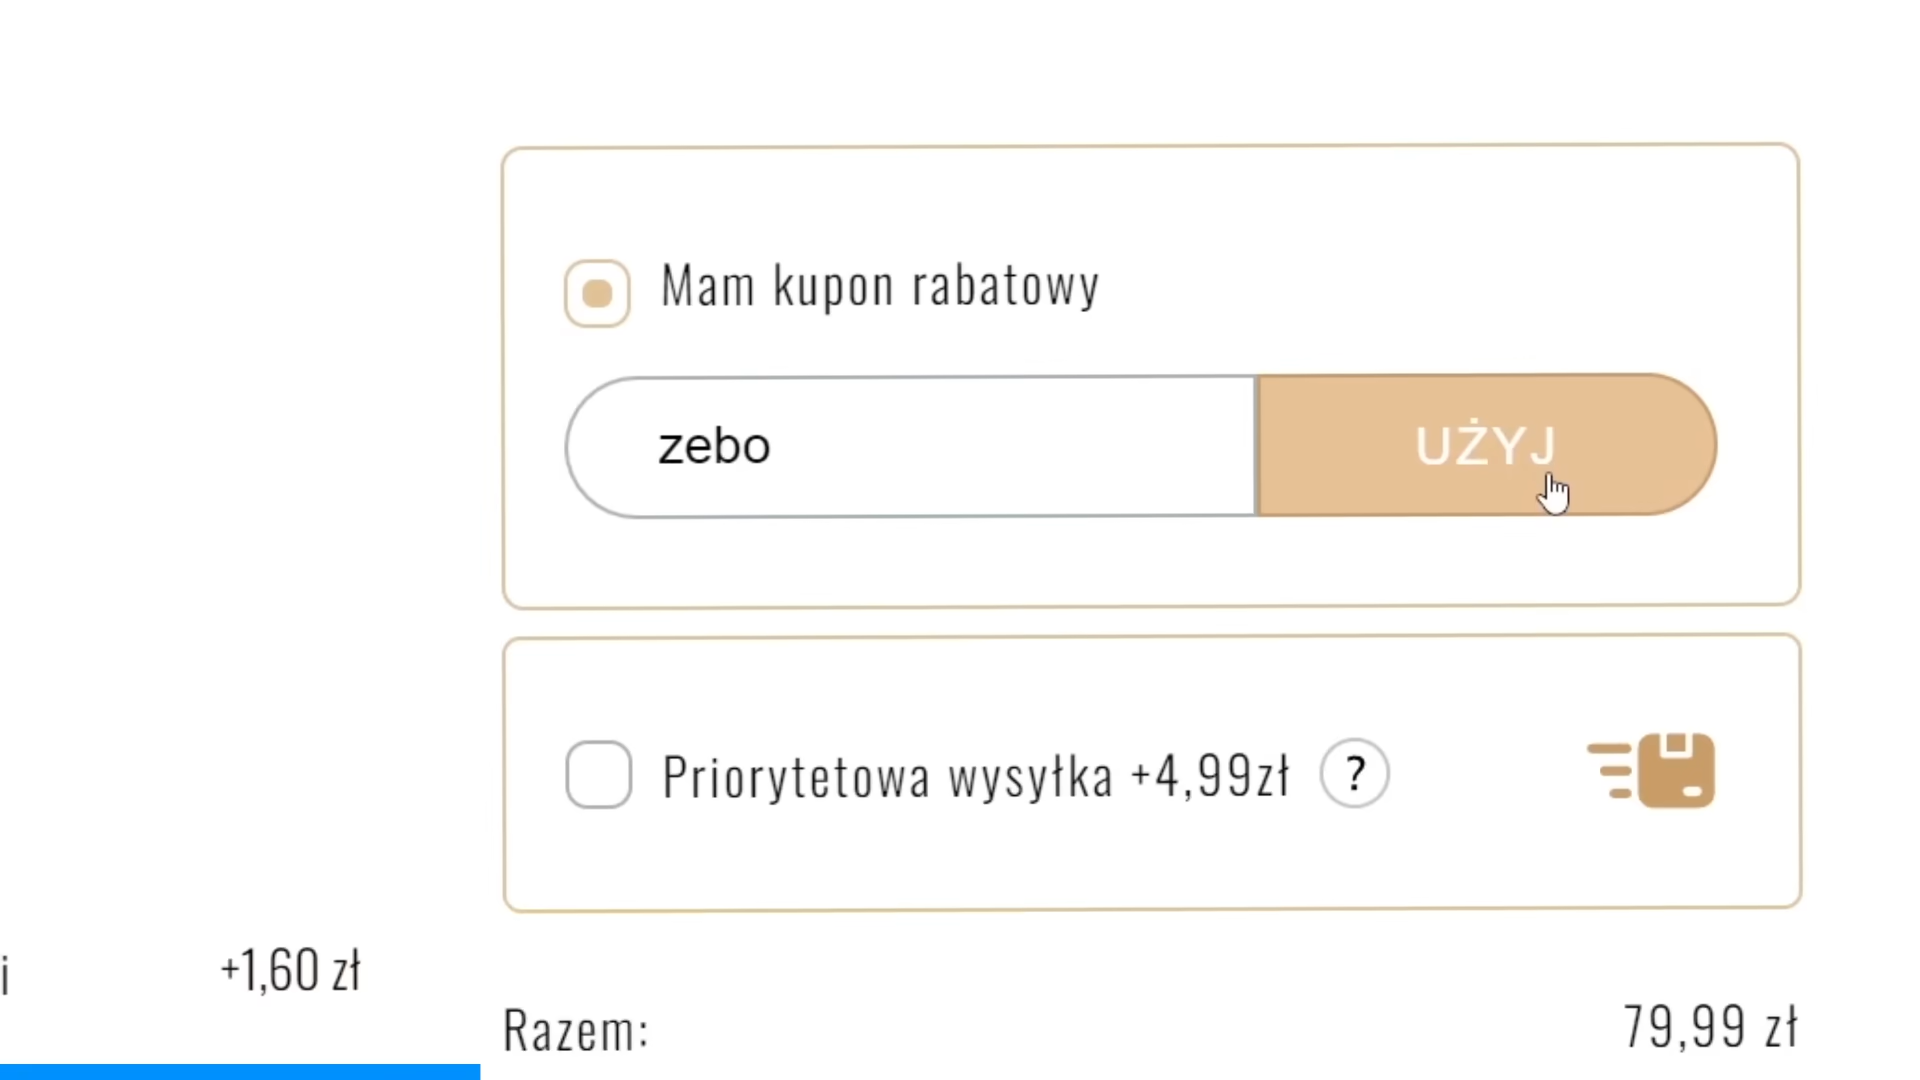 Mam kupon rabatowy
zebo
UŻYJ
Priorytetowa wysyłka +4,99zł ?
i +1,60 zł
Razem: 79,99 zł